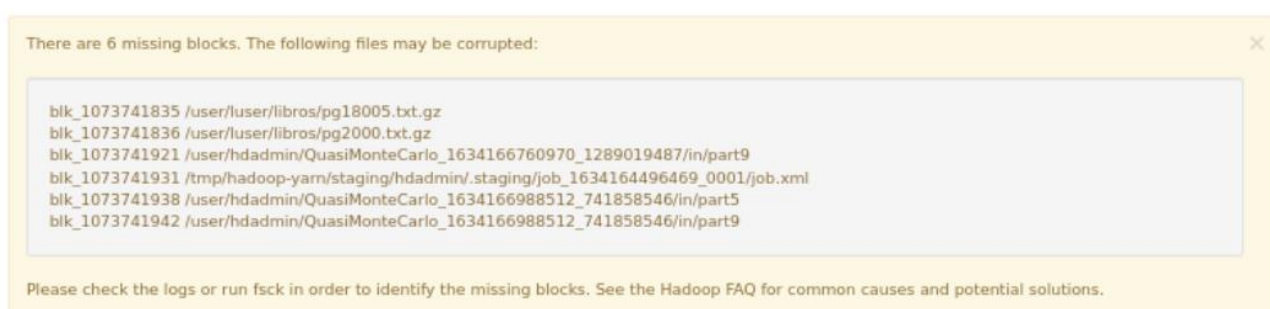 There are 6 missing blocks. The following files may be corrupted:
×
blk_1073741835 /user/luser/libros/pg18005.txt.gz
blk_1073741836 /user/luser/libros/pg2000.txt.gz
blk_1073741921 /user/hdadmin/QuasiMonteCarlo_1634166760970_1289019487/in/part9
blk_1073741931 /tmp/hadoop-yarn/staging/hdadmin/.staging/job_1634164496469_0001/job.xml
blk_1073741938 /user/hdadmin/QuasiMonteCarlo_1634166988512_741858546/in/part5
blk_1073741942 /user/hdadmin/QuasiMonteCarlo_1634166988512_741858546/in/part9
Please check the logs or run fsck in order to identify the missing blocks. See the Hadoop FAQ for common causes and potential solutions.